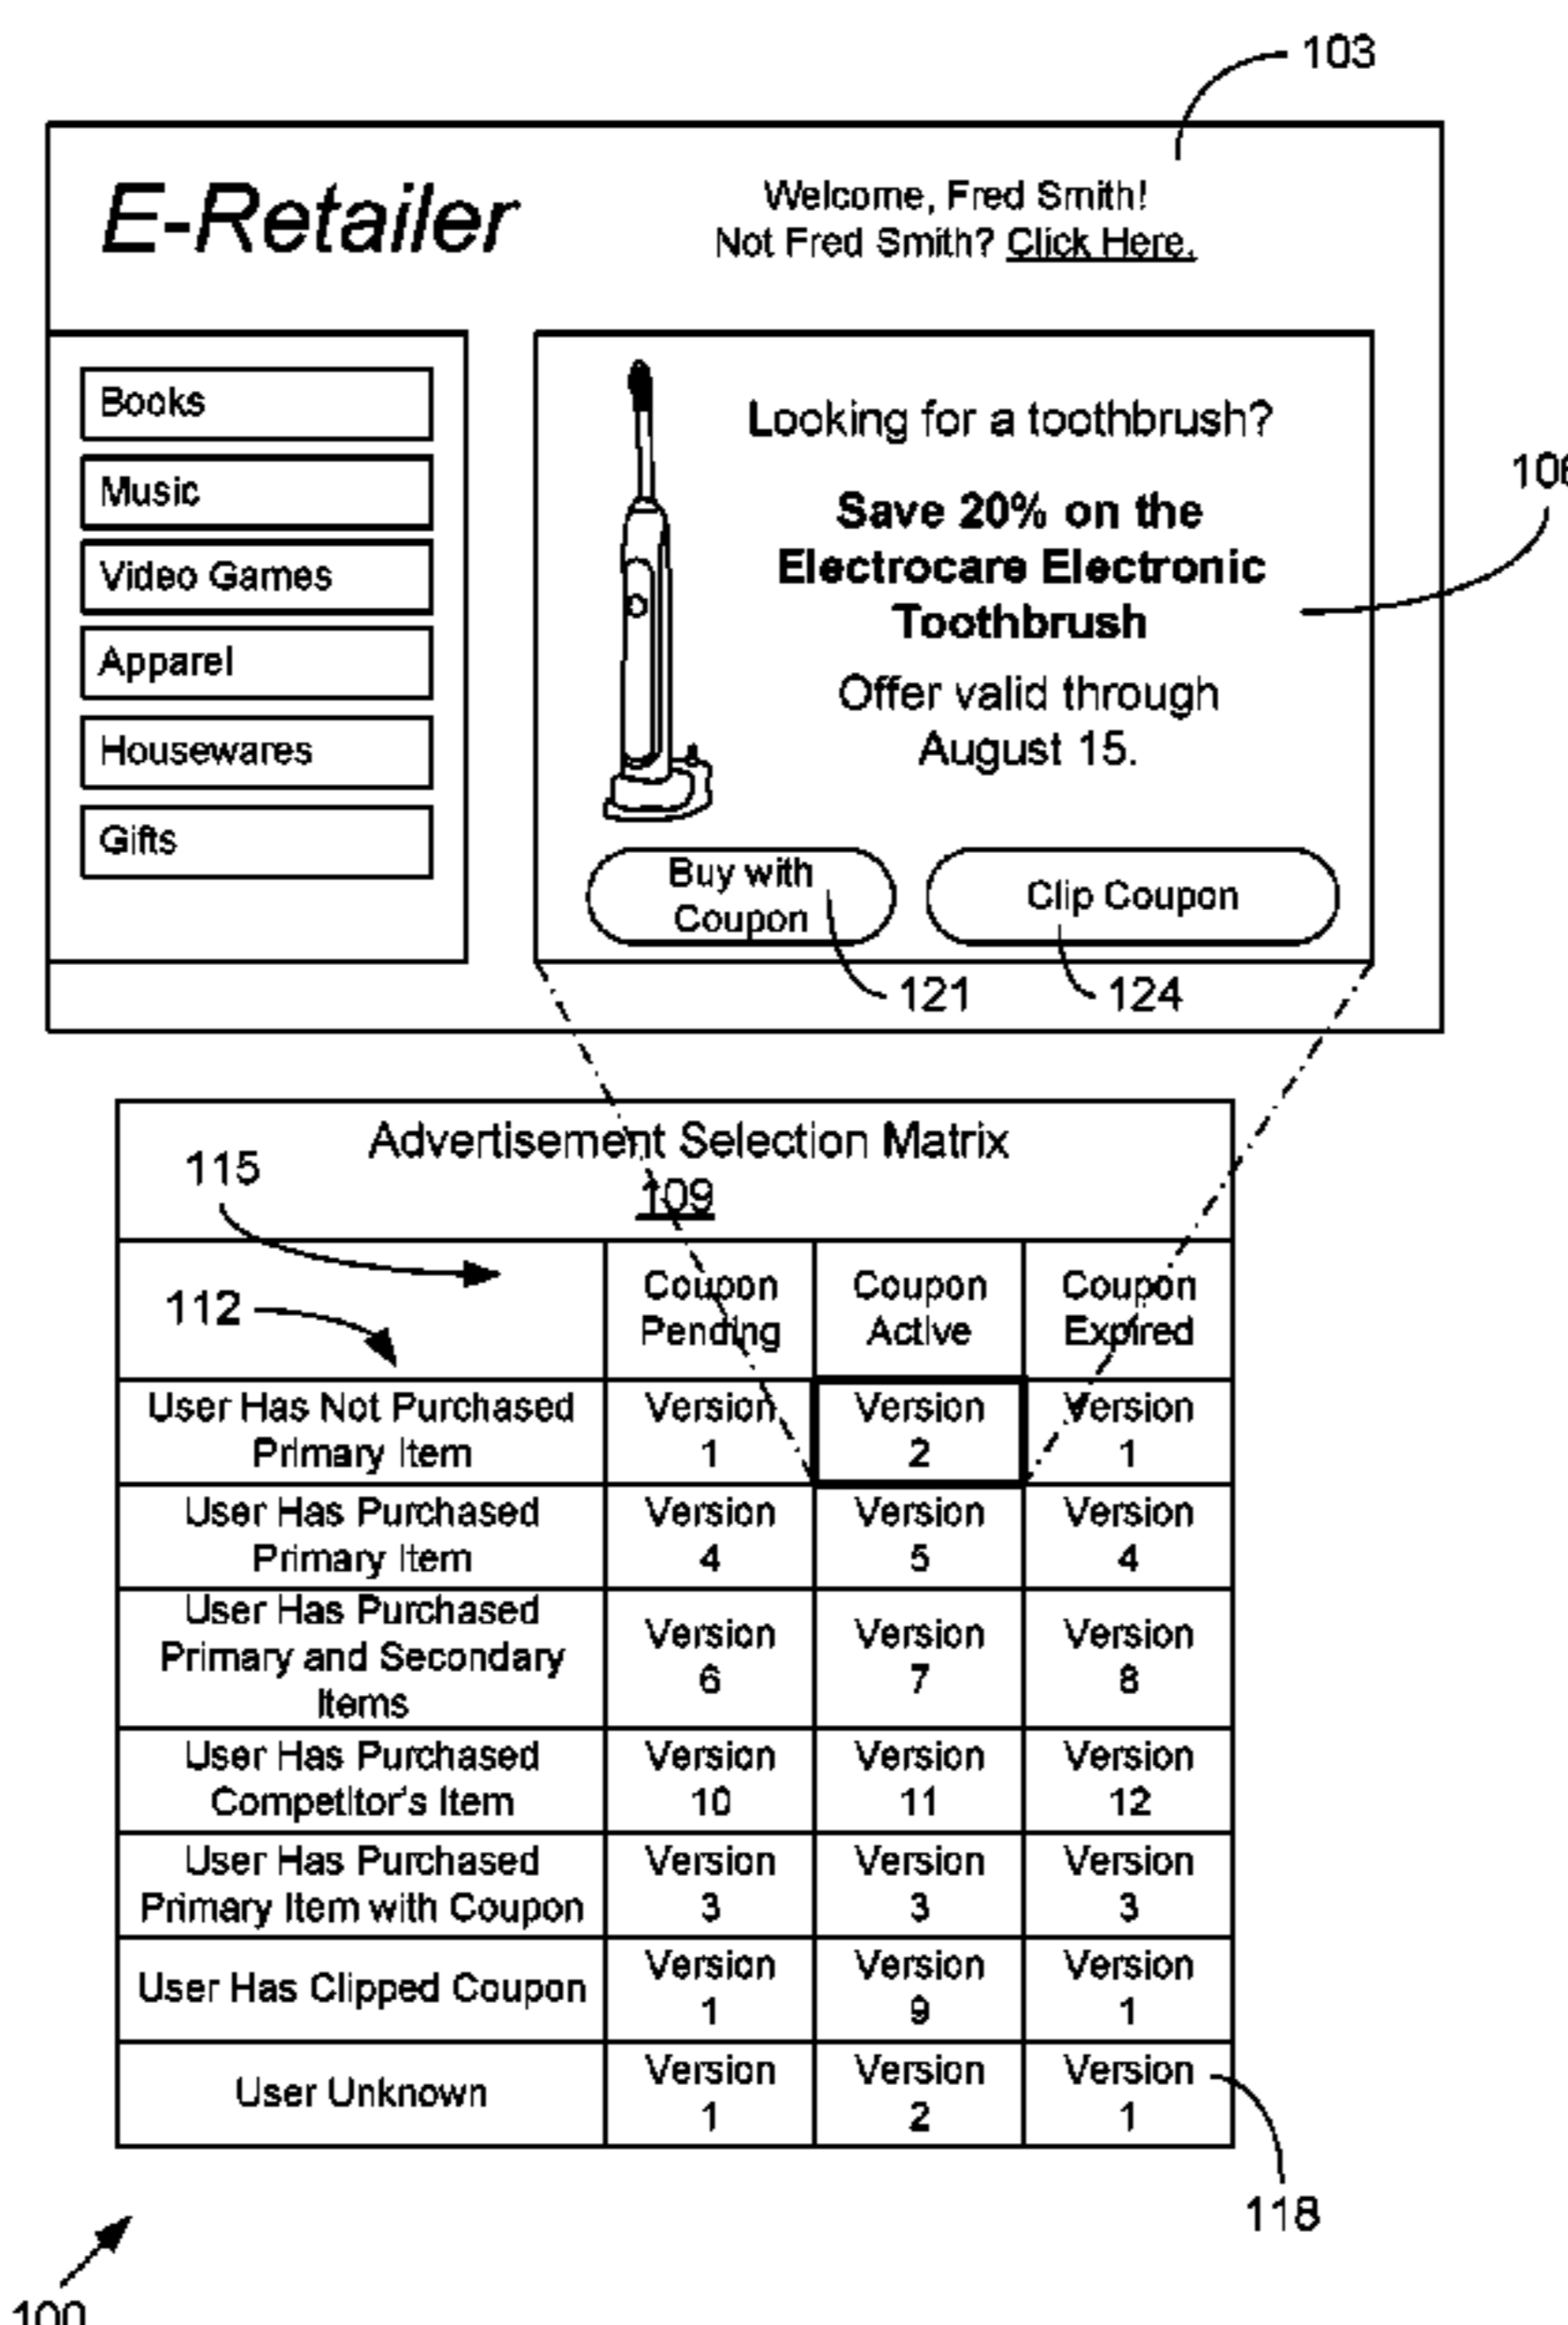 103
E-Retailer
Welcome, Fred Smith!
Not Fred Smith? Click Here.
Books
Music
Video Games
Apparel
Housewares
Gifts
Looking for a toothbrush?
Save 20% on the
Electrocare Electronic
Toothbrush
Offer valid through
August 15.
106
Buy with
Coupon
Clip Coupon
121
124
Advertisement Selection Matrix
109
115
112
Coupon
Pending
Coupon
Active
Coupon
Expired
User Has Not Purchased
Primary Item
Version
1
Version
2
Version
1
User Has Purchased
Primary Item
Version
4
Version
5
Version
4
User Has Purchased
Primary and Secondary
Items
Version
6
Version
7
Version
8
User Has Purchased
Competitor's Item
Version
10
Version
11
Version
12
User Has Purchased
Primary Item with Coupon
Version
3
Version
3
Version
3
User Has Clipped Coupon
Version
1
Version
9
Version
1
User Unknown
Version
1
Version
2
Version
1
118
100